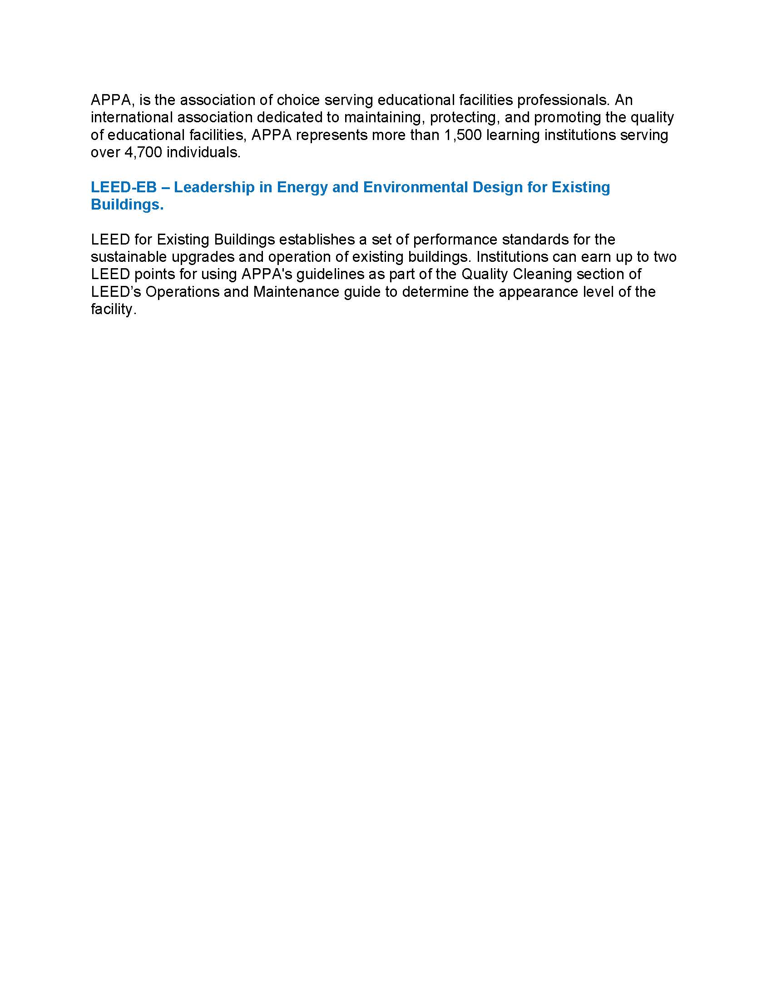 APPA, is the association of choice serving educational facilities professionals. An
international association dedicated to maintaining, protecting, and promoting the quality
of educational facilities, APPA represents more than 1,500 learning institutions serving
over 4,700 individuals.
LEED-EB – Leadership in Energy and Environmental Design for Existing
Buildings.
LEED for Existing Buildings establishes a set of performance standards for the
sustainable upgrades and operation of existing buildings. Institutions can earn up to two
LEED points for using APPA's guidelines as part of the Quality Cleaning section of
LEED’s Operations and Maintenance guide to determine the appearance level of the
facility.